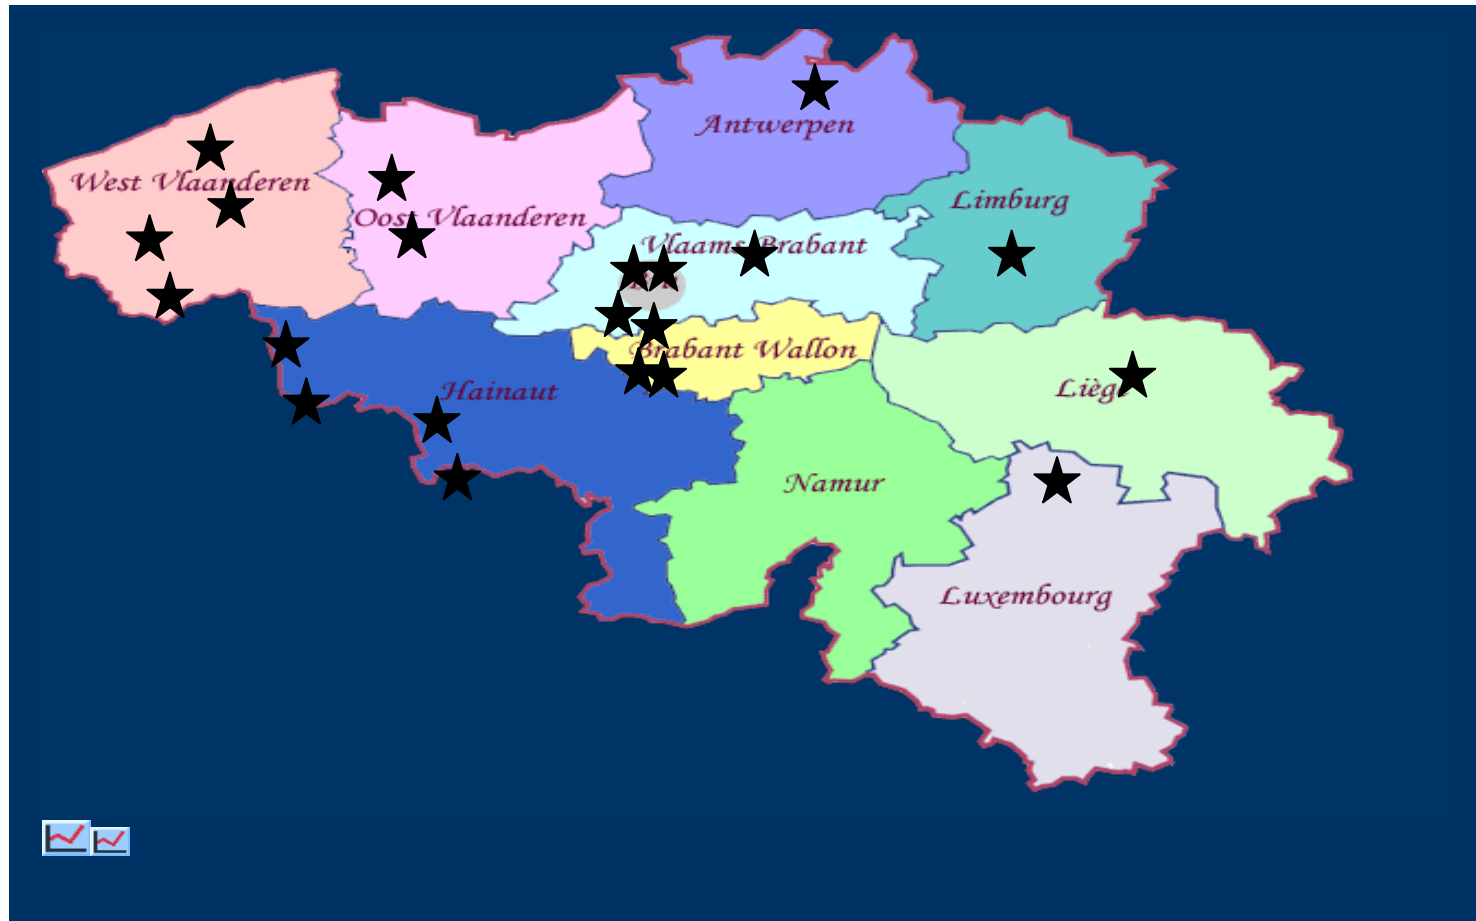 Antwerpen
West Vlaanderen
Limburg
Oost Vlaanderen
Vlaams Brabant
Brabant Wallon
Hainaut
Liège
Namur
Luxembourg